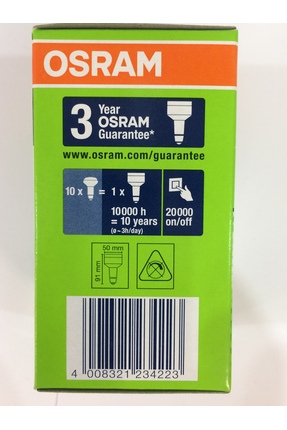 OSRAM
3 Year
OSRAM
Guarantee*
www.osram.com/guarantee
10 x = 1 x
10000 h
= 10 years
(ø ~3h/day)
20000
on/off
50 mm
91 mm
4 008321 234223